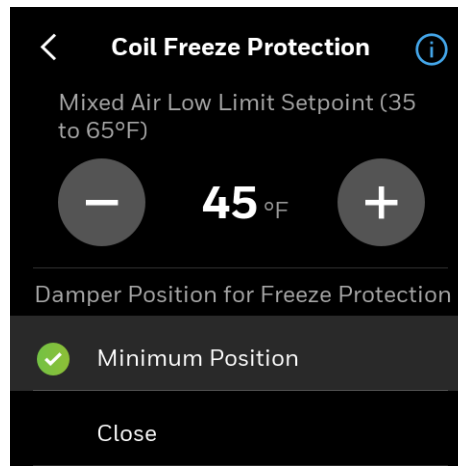 Coil Freeze Protection
Mixed Air Low Limit Setpoint (35
to 65°F)
45 °F
Damper Position for Freeze Protection
Minimum Position
Close